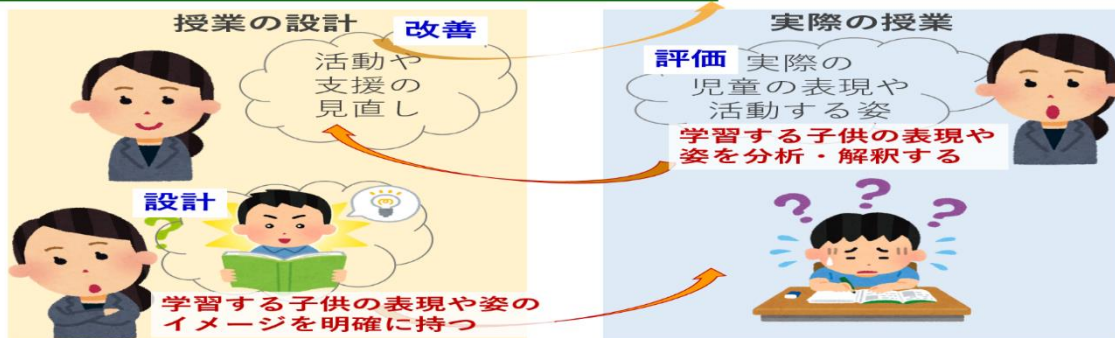 授業の設計
改善
活動や
支援の
見直し
設計
学習する子供の表現や姿の
イメージを明確に持つ
実際の授業
評価
実際の
児童の表現や
活動する姿
学習する子供の表現や
姿を分析・解釈する